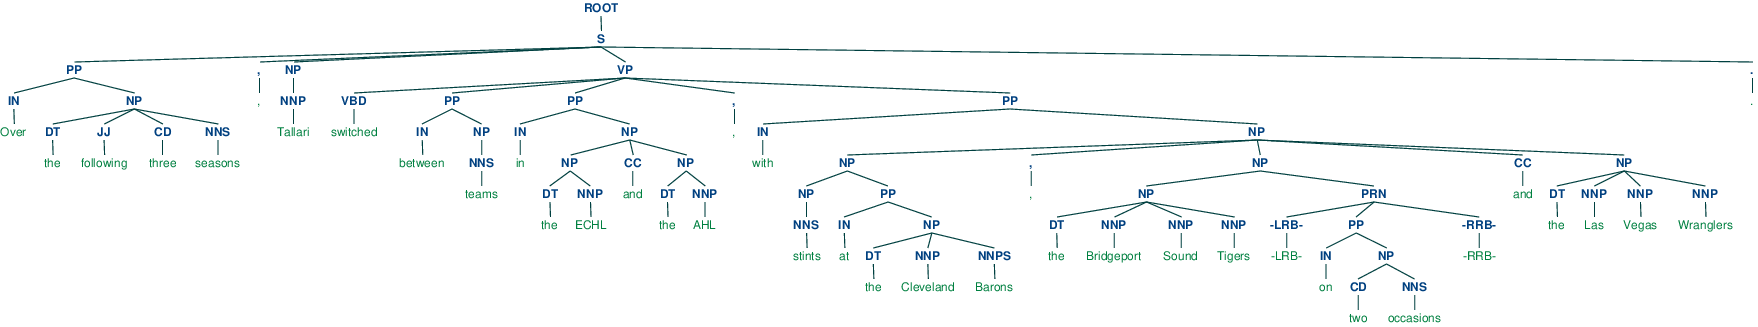 ROOT
S
PP , NP VP .
IN NP , NNP VBD PP PP , PP .
Over DT JJ CD NNS Tallari switched IN NP IN NP , IN NP
the following three seasons between NNS in NP CC NP with NP , NP CC NP
teams DT NNP and DT NNP NP PP , NP PRN and DT NNP NNP NNP
the ECHL the AHL NNS IN NP DT NNP NNP NNP -LRB- PP -RRB- the Las Vegas Wranglers
stints at DT NNP NNPS the Bridgeport Sound Tigers -LRB- IN NP -RRB-
the Cleveland Barons on CD NNS
two occasions